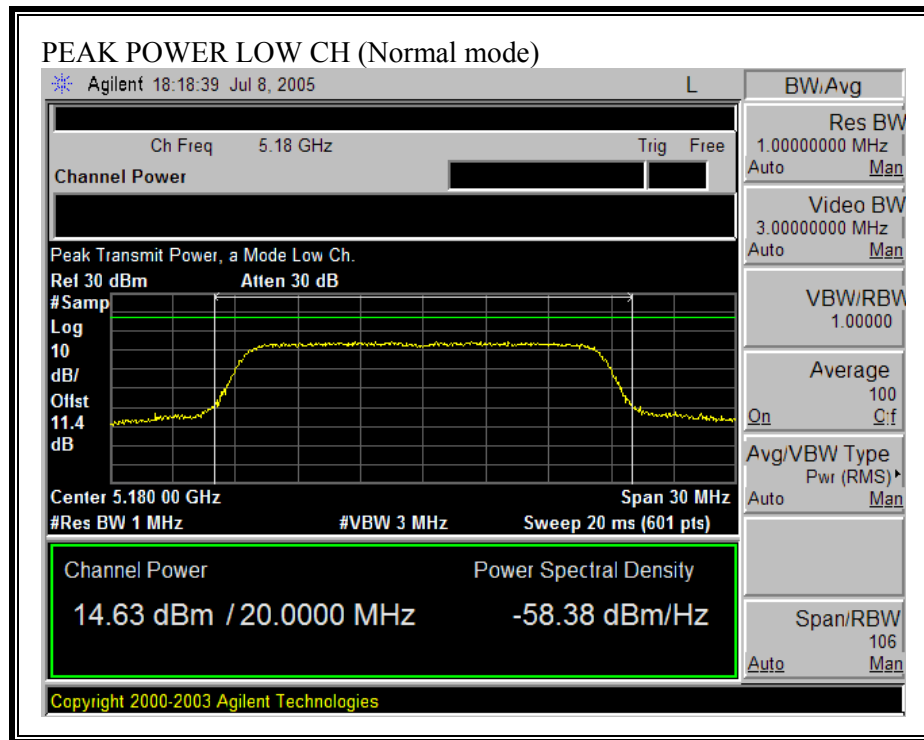 PEAK POWER LOW CH (Normal mode)
Agilent 18:18:39 Jul 8, 2005 L
BW/Avg
Ch Freq 5.18 GHz Trig Free
Channel Power
Peak Transmit Power, a Mode Low Ch.
Ref 30 dBm Atten 30 dB
#Samp
Log
10
dB/
Offst
11.4
dB
Center 5.180 00 GHz Span 30 MHz
#Res BW 1 MHz #VBW 3 MHz Sweep 20 ms (601 pts)
Channel Power Power Spectral Density
14.63 dBm / 20.0000 MHz -58.38 dBm/Hz
Copyright 2000-2003 Agilent Technologies
Res BW
1.00000000 MHz
Auto Man
Video BW
3.00000000 MHz
Auto Man
VBW/RBW
1.00000
Average
100
On
Avg/VBW Type
Pwr (RMS)
Auto Man
Span/RBW
106
Auto Man